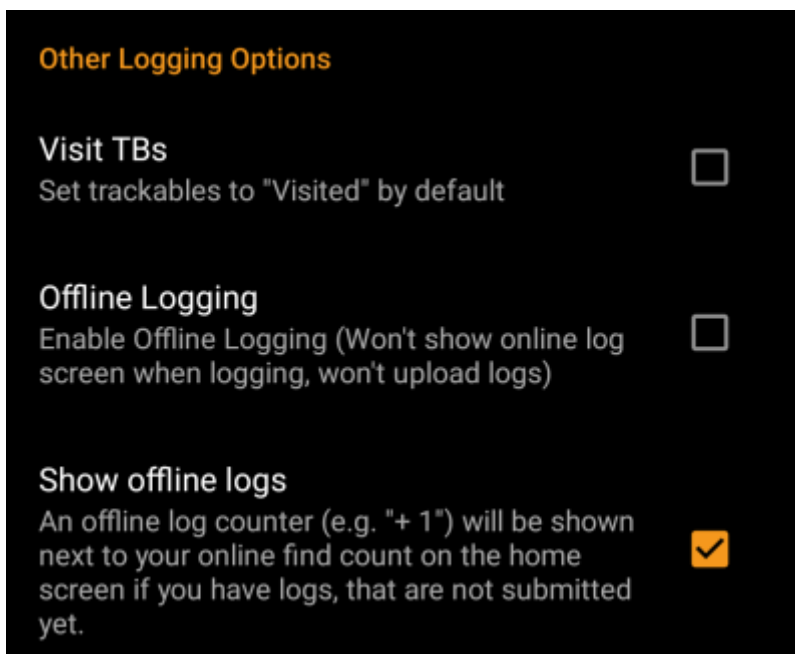 Other Logging Options
Visit TBs
Set trackables to "Visited" by default
Offline Logging
Enable Offline Logging (Won't show online log
screen when logging, won't upload logs)
Show offline logs
An offline log counter (e.g. "+ 1") will be shown
next to your online find count on the home
screen if you have logs, that are not submitted
yet.